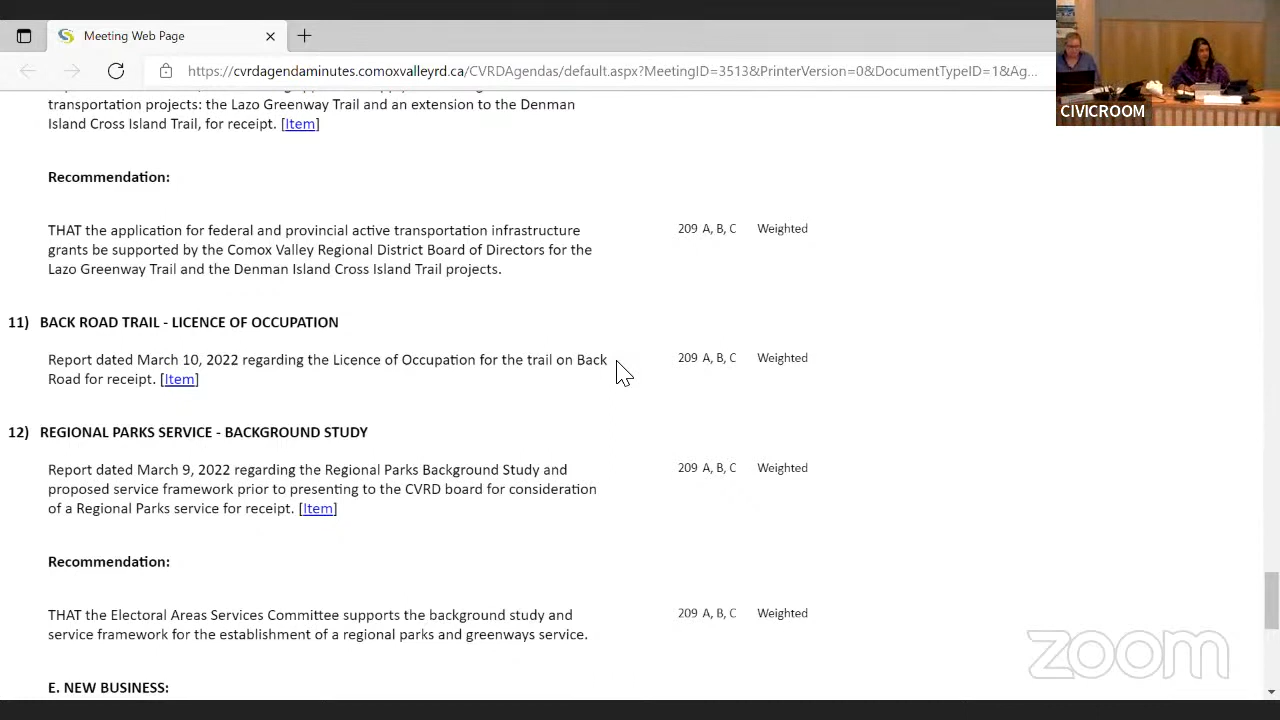 Meeting Web Page
https://cvrdagendaminutes.comoxvalleyrd.ca/CVRDAgendas/default.aspx?MeetingID=3513&PrinterVersion=0&DocumentTypeID=1&Ag...
CIVICROOM
transportation projects: the Lazo Greenway Trail and an extension to the Denman
Island Cross Island Trail, for receipt. [Item]
Recommendation:
THAT the application for federal and provincial active transportation infrastructure 209 A, B, C Weighted
grants be supported by the Comox Valley Regional District Board of Directors for the
Lazo Greenway Trail and the Denman Island Cross Island Trail projects.
11) BACK ROAD TRAIL - LICENCE OF OCCUPATION
Report dated March 10, 2022 regarding the Licence of Occupation for the trail on Back 209 A, B, C Weighted
Road for receipt. [Item]
12) REGIONAL PARKS SERVICE - BACKGROUND STUDY
Report dated March 9, 2022 regarding the Regional Parks Background Study and 209 A, B, C Weighted
proposed service framework prior to presenting to the CVRD board for consideration
of a Regional Parks service for receipt. [Item]
Recommendation:
THAT the Electoral Areas Services Committee supports the background study and 209 A, B, C Weighted
service framework for the establishment of a regional parks and greenways service.
zoom
E. NEW BUSINESS: